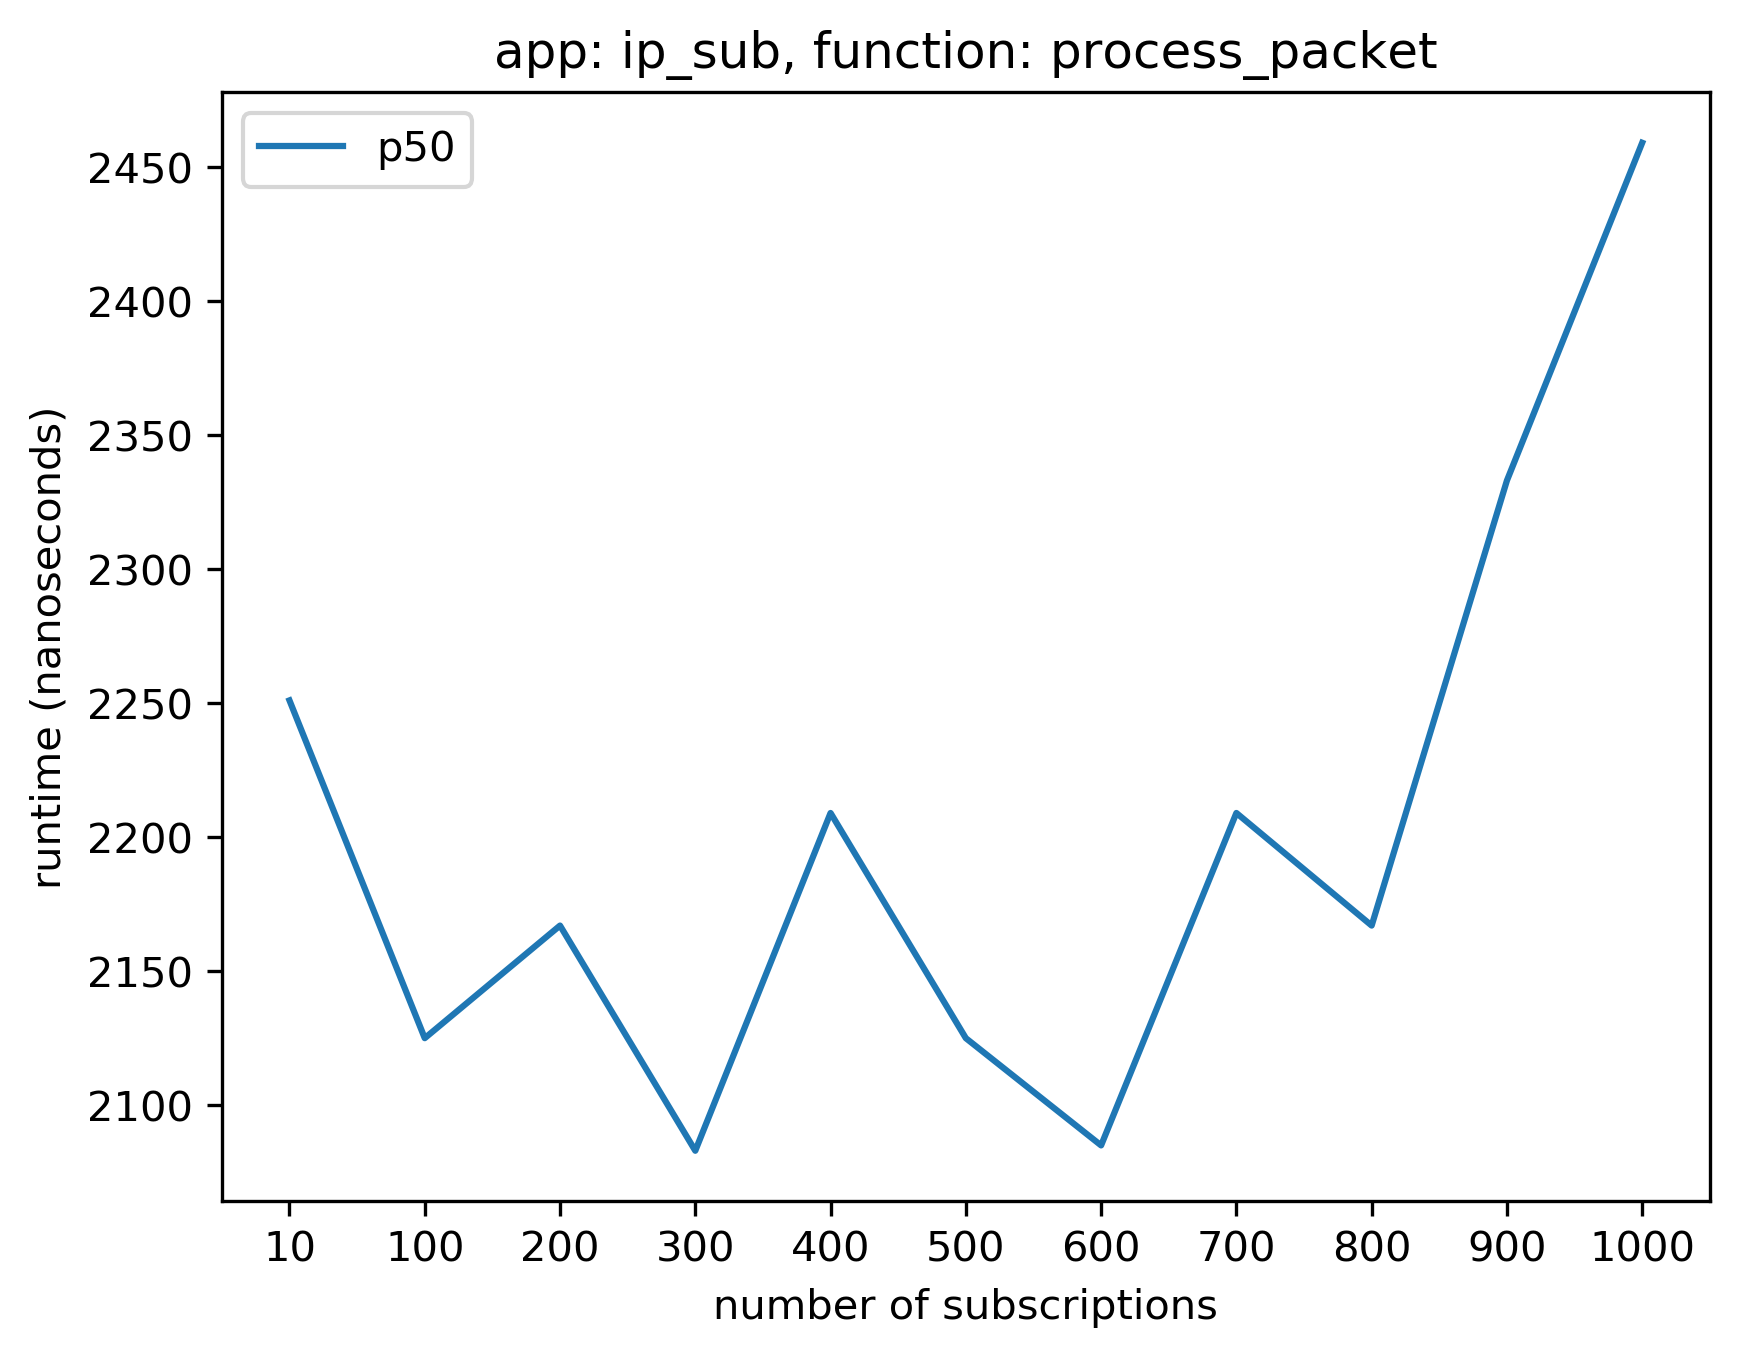 app: ip_sub, function: process_packet
p50
2450
2400
2350
2300
2250
2200
2150
2100
runtime (nanoseconds)
10 100 200 300 400 500 600 700 800 900 1000
number of subscriptions